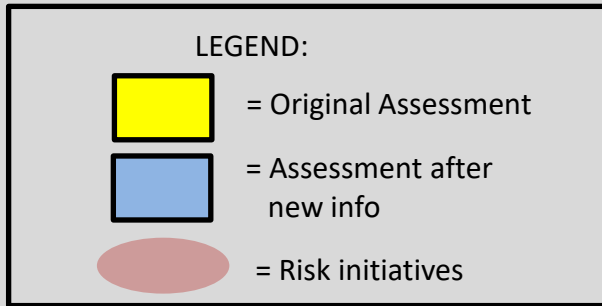 LEGEND:
= Original Assessment
= Assessment after
new info
= Risk initiatives